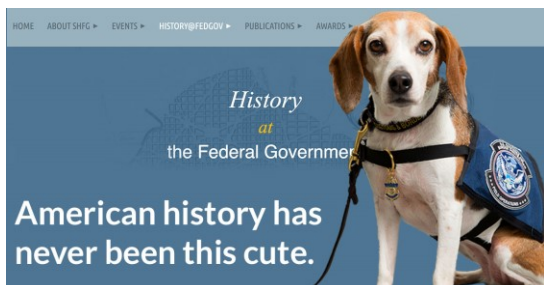 HOME ABOUT SHFG ► EVENTS ► HISTORY@FEDGOV ► PUBLICATIONS ► AWARDS ►
History
at
the Federal Governmen
American history has
never been this cute.